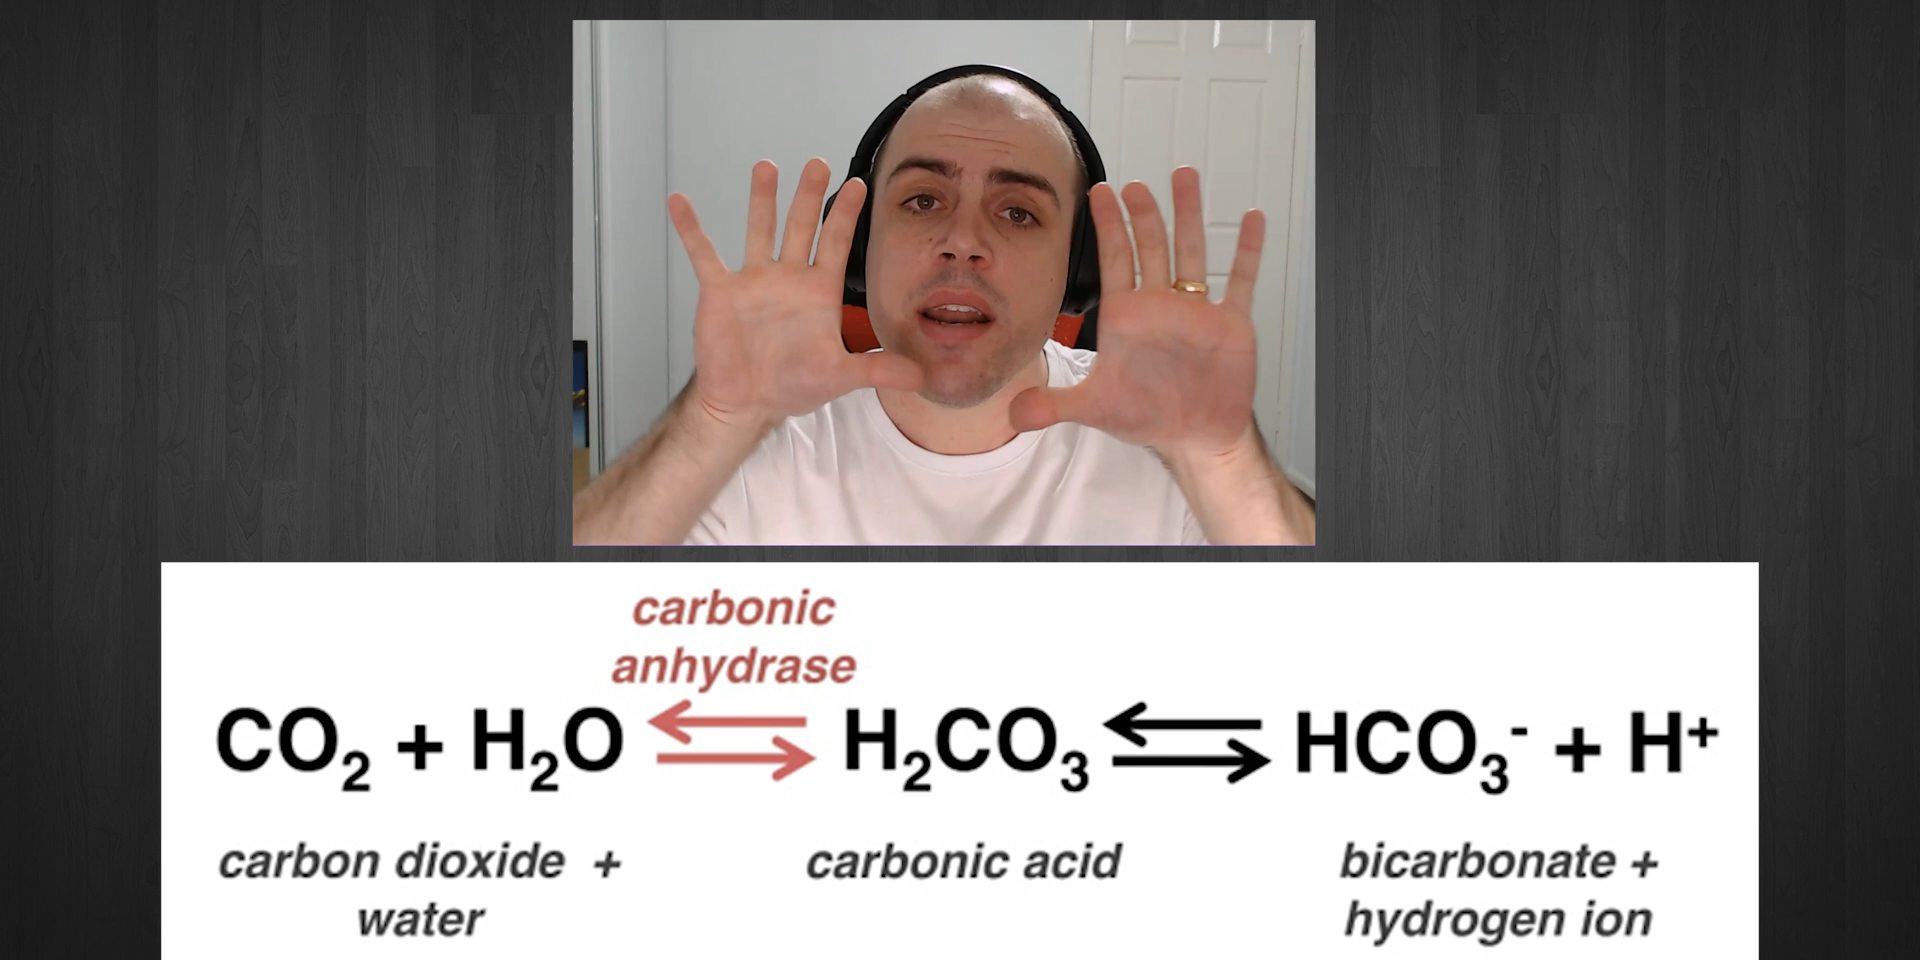 carbonic
anhydrase
CO₂ + H₂O ⇄ H₂CO₃ ⇄ HCO₃⁻ + H⁺
carbon dioxide + carbonic acid bicarbonate +
water hydrogen ion